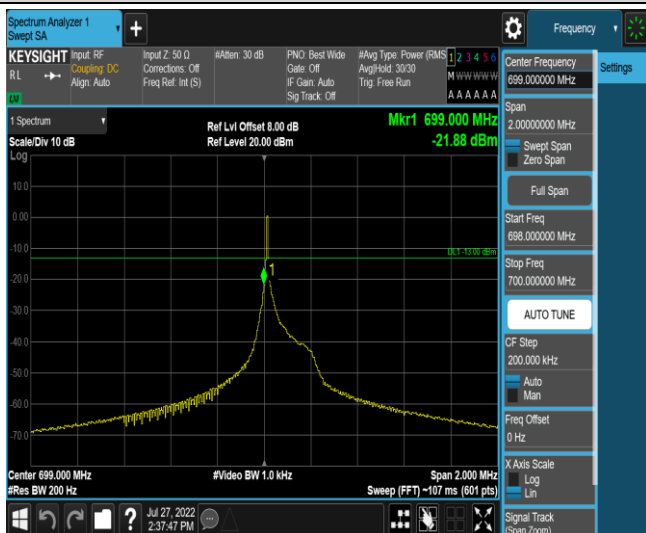 Spectrum Analyzer 1
Swept SA
Frequency
KEYSIGHT
RL
Input: RF
Coupling: DC
Align: Auto
Input Z: 50 Ω
Corrections: Off
Freq Ref: Int (S)
#Atten: 30 dB
PNO: Best Wide
Gate: Off
IF Gain: Auto
Sig Track: Off
#Avg Type: Power (RMS
Avg|Hold: 30/30
Trig: Free Run
1 2 3 4 5 6
M W W W W W
A A A A A A
LXI
1 Spectrum
Scale/Div 10 dB
Log
Ref Lvl Offset 8.00 dB
Ref Level 20.00 dBm
Mkr1 699.000 MHz
-21.88 dBm
10.0
0.00
-10.0
DL1 -13.00 dBm
1
-20.0
-30.0
-40.0
-50.0
-60.0
-70.0
Center 699.000 MHz
#Res BW 200 Hz
#Video BW 1.0 kHz
Span 2.000 MHz
Sweep (FFT) ~107 ms (601 pts)
Jul 27, 2022
2:37:47 PM
Center Frequency
699.000000 MHz
Settings
Span
2.00000000 MHz
Swept Span
Zero Span
Full Span
Start Freq
698.000000 MHz
Stop Freq
700.000000 MHz
AUTO TUNE
CF Step
200.000 kHz
Auto
Man
Freq Offset
0 Hz
X Axis Scale
Log
Lin
Signal Track
(Span Zoom)